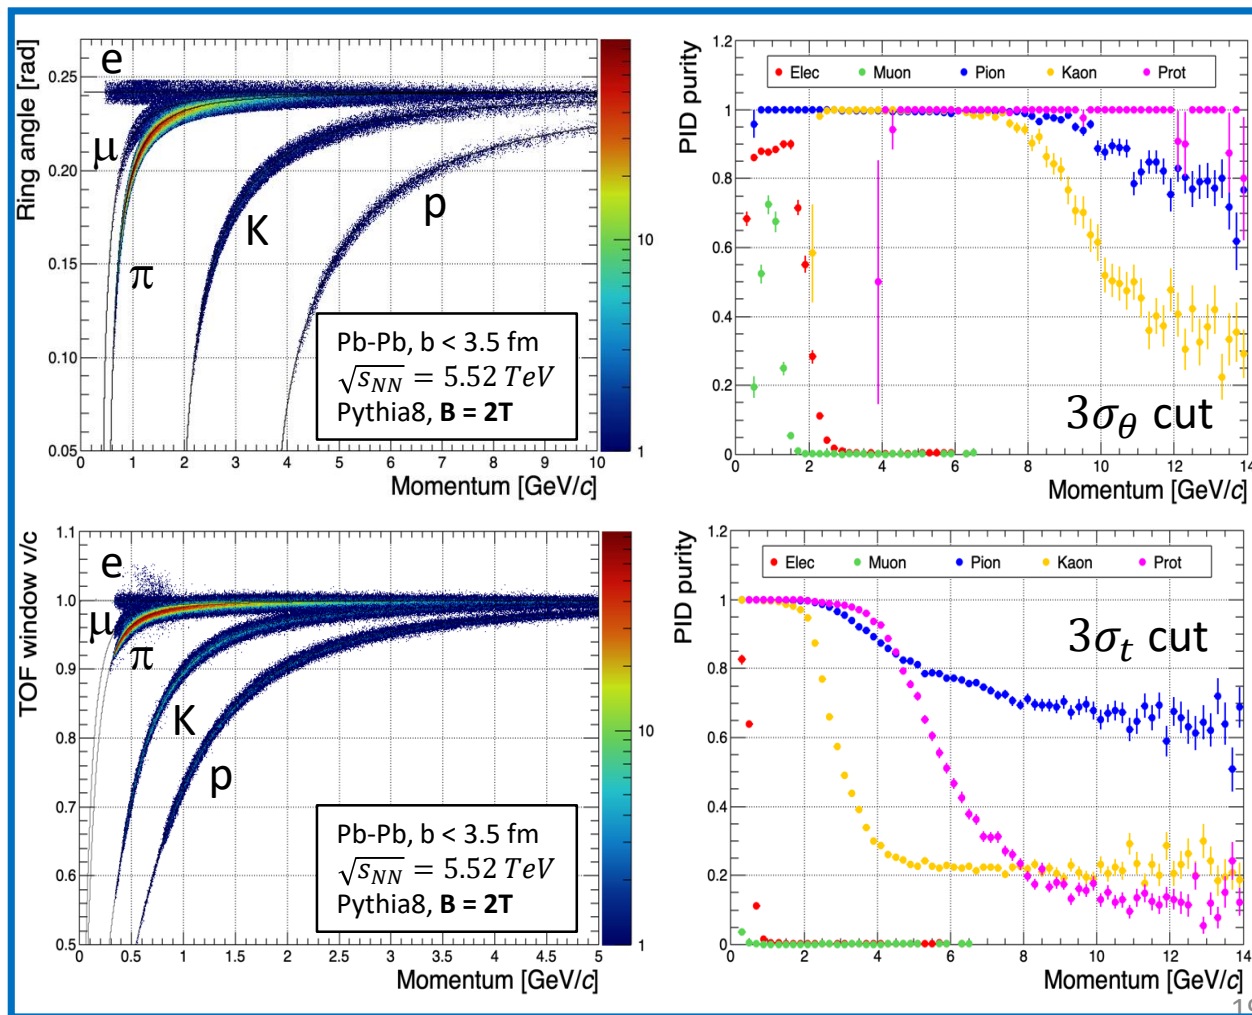 0.25
0.20
0.15
0.10
0.05
0 1 2 3 4 5 6 7 8 9 10
Ring angle [rad]
Momentum [GeV/c]
e
μ
π
K
p
10
1
Pb-Pb, b < 3.5 fm
√sNN = 5.52 TeV
Pythia8, B = 2T
PID purity
Elec Muon Pion Kaon Prot
1
0.8
0.6
0.4
0.2
0
0 2 4 6 8 10 12 14
3σθ cut
Momentum [GeV/c]
TOF window v/c
1.1
1.0
0.9
0.8
0.7
0.6
0.5
0 0.5 1 1.5 2 2.5 3 3.5 4 4.5 5
Momentum [GeV/c]
e
μ
π
K
p
10
1
Pb-Pb, b < 3.5 fm
√sNN = 5.52 TeV
Pythia8, B = 2T
PID purity
Elec Muon Pion Kaon Prot
1
0.8
0.6
0.4
0.2
0
0 2 4 6 8 10 12 14
3σt cut
Momentum [GeV/c]